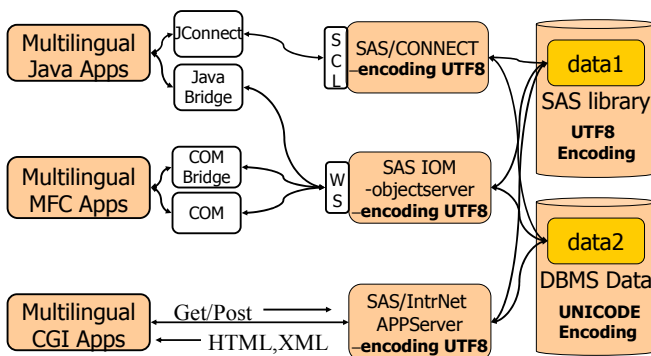 Multilingual
Java Apps
JConnect
Java
Bridge
S
C
L
SAS/CONNECT
–encoding UTF8
data1
SAS library
UTF8
Encoding
Multilingual
MFC Apps
COM
Bridge
COM
W
S
SAS IOM
-objectserver
–encoding UTF8
data2
DBMS Data
UNICODE
Encoding
Multilingual
CGI Apps
Get/Post
HTML,XML
SAS/IntrNet
APPServer
–encoding UTF8